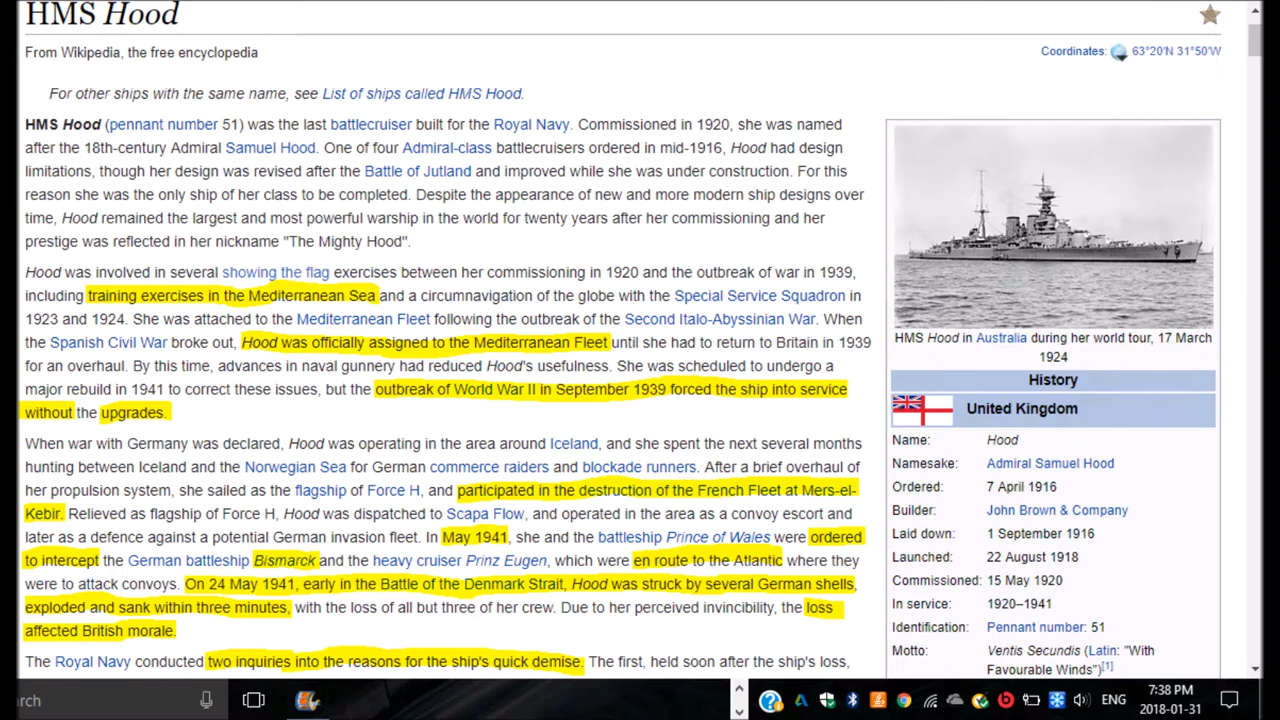 HMS Hood
From Wikipedia, the free encyclopedia
Coordinates: 63°20′N 31°50′W
For other ships with the same name, see List of ships called HMS Hood.
HMS Hood (pennant number 51) was the last battlecruiser built for the Royal Navy. Commissioned in 1920, she was named
after the 18th-century Admiral Samuel Hood. One of four Admiral-class battlecruisers ordered in mid-1916, Hood had design
limitations, though her design was revised after the Battle of Jutland and improved while she was under construction. For this
reason she was the only ship of her class to be completed. Despite the appearance of new and more modern ship designs over
time, Hood remained the largest and most powerful warship in the world for twenty years after her commissioning and her
prestige was reflected in her nickname "The Mighty Hood".
Hood was involved in several showing the flag exercises between her commissioning in 1920 and the outbreak of war in 1939,
including training exercises in the Mediterranean Sea and a circumnavigation of the globe with the Special Service Squadron in
1923 and 1924. She was attached to the Mediterranean Fleet following the outbreak of the Second Italo-Abyssinian War. When
the Spanish Civil War broke out, Hood was officially assigned to the Mediterranean Fleet until she had to return to Britain in 1939
for an overhaul. By this time, advances in naval gunnery had reduced Hood's usefulness. She was scheduled to undergo a
major rebuild in 1941 to correct these issues, but the outbreak of World War II in September 1939 forced the ship into service
without the upgrades.
When war with Germany was declared, Hood was operating in the area around Iceland, and she spent the next several months
hunting between Iceland and the Norwegian Sea for German commerce raiders and blockade runners. After a brief overhaul of
her propulsion system, she sailed as the flagship of Force H, and participated in the destruction of the French Fleet at Mers-el-
Kebir. Relieved as flagship of Force H, Hood was dispatched to Scapa Flow, and operated in the area as a convoy escort and
later as a defence against a potential German invasion fleet. In May 1941, she and the battleship Prince of Wales were ordered
to intercept the German battleship Bismarck and the heavy cruiser Prinz Eugen, which were en route to the Atlantic where they
were to attack convoys. On 24 May 1941, early in the Battle of the Denmark Strait, Hood was struck by several German shells,
exploded and sank within three minutes, with the loss of all but three of her crew. Due to her perceived invincibility, the loss
affected British morale.
The Royal Navy conducted two inquiries into the reasons for the ship's quick demise. The first, held soon after the ship's loss,
HMS Hood in Australia during her world tour, 17 March
1924
History
United Kingdom
Name: Hood
Namesake: Admiral Samuel Hood
Ordered: 7 April 1916
Builder: John Brown & Company
Laid down: 1 September 1916
Launched: 22 August 1918
Commissioned: 15 May 1920
In service: 1920–1941
Identification: Pennant number: 51
Motto: Ventis Secundis (Latin: "With
Favourable Winds")[1]
rch
ENG
7:38 PM
2018-01-31